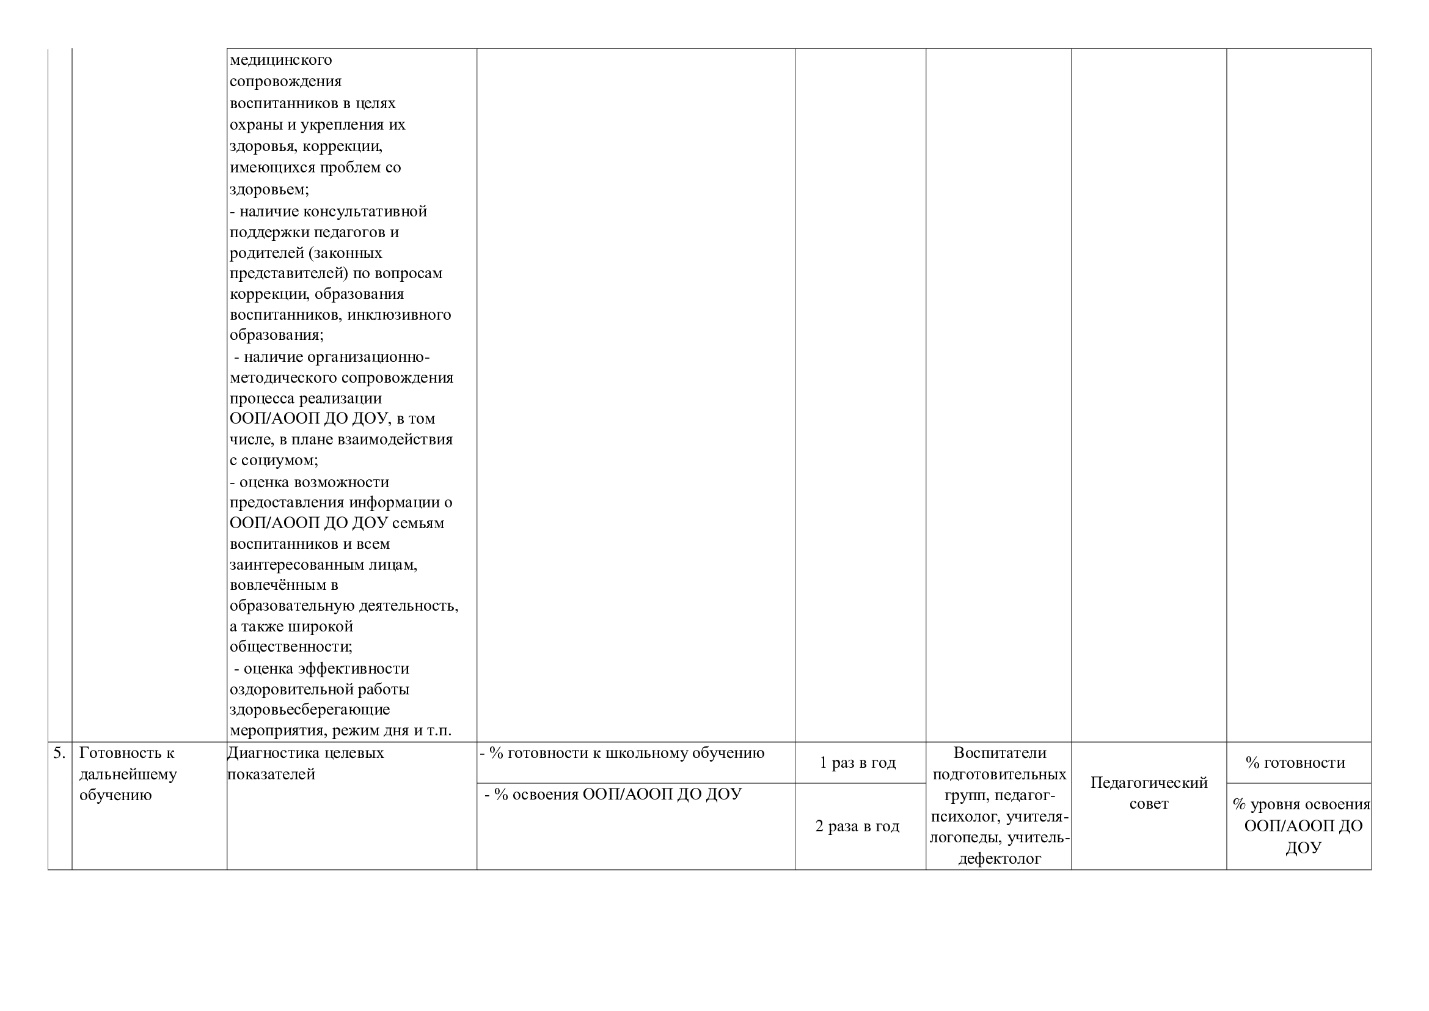 медицинского
сопровождения
воспитанников в целях
охраны и укрепления их
здоровья, коррекции,
имеющихся проблем со
здоровьем;
- наличие консультативной
поддержки педагогов и
родителей (законных
представителей) по вопросам
коррекции, образования
воспитанников, инклюзивного
образования;
- наличие организационно-
методического сопровождения
процесса реализации
ООП/АООП ДО ДОУ, в том
числе, в плане взаимодействия
с социумом;
- оценка возможности
предоставления информации о
ООП/АООП ДО ДОУ семьям
воспитанников и всем
заинтересованным лицам,
вовлечённым в
образовательную деятельность,
а также широкой
общественности;
- оценка эффективности
оздоровительной работы
здоровьесберегающие
мероприятия, режим дня и т.п.
5.
Готовность к
дальнейшему
обучению
Диагностика целевых
показателей
- % готовности к школьному обучению
1 раз в год
- % освоения ООП/АООП ДО ДОУ
2 раза в год
Воспитатели
подготовительных
групп, педагог-
психолог, учителя-
логопеды, учитель-
дефектолог
Педагогический
совет
% готовности
% уровня освоения
ООП/АООП ДО
ДОУ